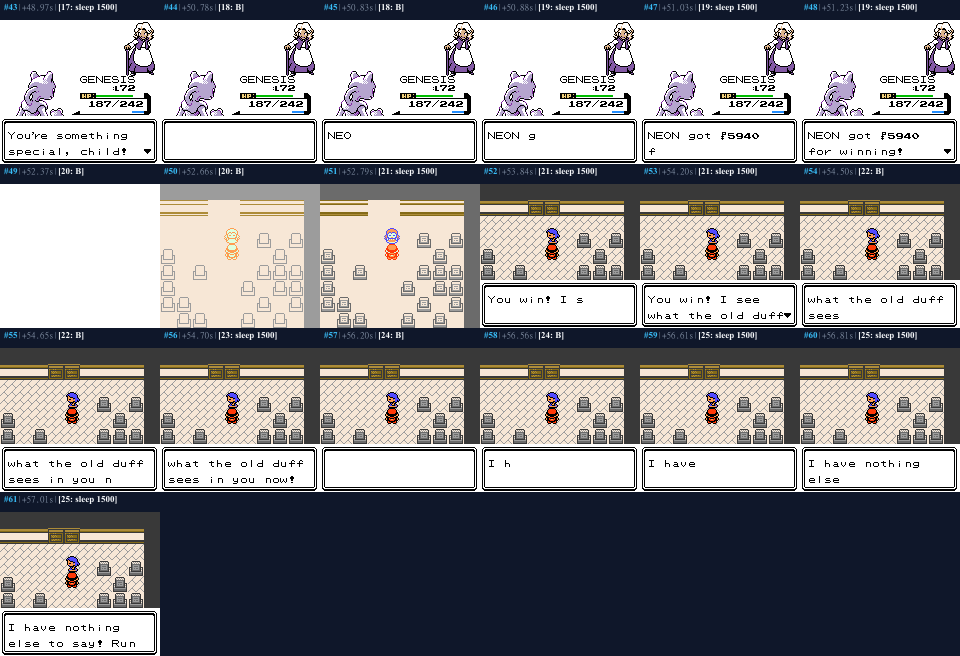 #43|+48.97s| [17: sleep 1500]
#44|+50.78s| [18: B]
#45|+50.83s| [18: B]
#46|+50.88s| [19: sleep 1500]
#47|+51.03s| [19: sleep 1500]
#48|+51.23s| [19: sleep 1500]
GENESIS
:L72
HP:
187/242
You're something
special, child!
GENESIS
:L72
HP:
187/242
GENESIS
:L72
HP:
187/242
NEO
GENESIS
:L72
HP:
187/242
NEON g
GENESIS
:L72
HP:
187/242
NEON got ₽5940
f
GENESIS
:L72
HP:
187/242
NEON got ₽5940
for winning!
#49|+52.37s| [20: B]
#50|+52.66s| [20: B]
#51|+52.79s| [21: sleep 1500]
#52|+53.84s| [21: sleep 1500]
#53|+54.20s| [21: sleep 1500]
#54|+54.50s| [22: B]
You win! I s
You win! I see
what the old duff
what the old duff
sees
#55|+54.65s| [22: B]
#56|+54.70s| [23: sleep 1500]
#57|+56.20s| [24: B]
#58|+56.56s| [24: B]
#59|+56.61s| [25: sleep 1500]
#60|+56.81s| [25: sleep 1500]
what the old duff
sees in you n
what the old duff
sees in you now!
I h
I have
I have nothing
else
#61|+57.01s| [25: sleep 1500]
I have nothing
else to say! Run